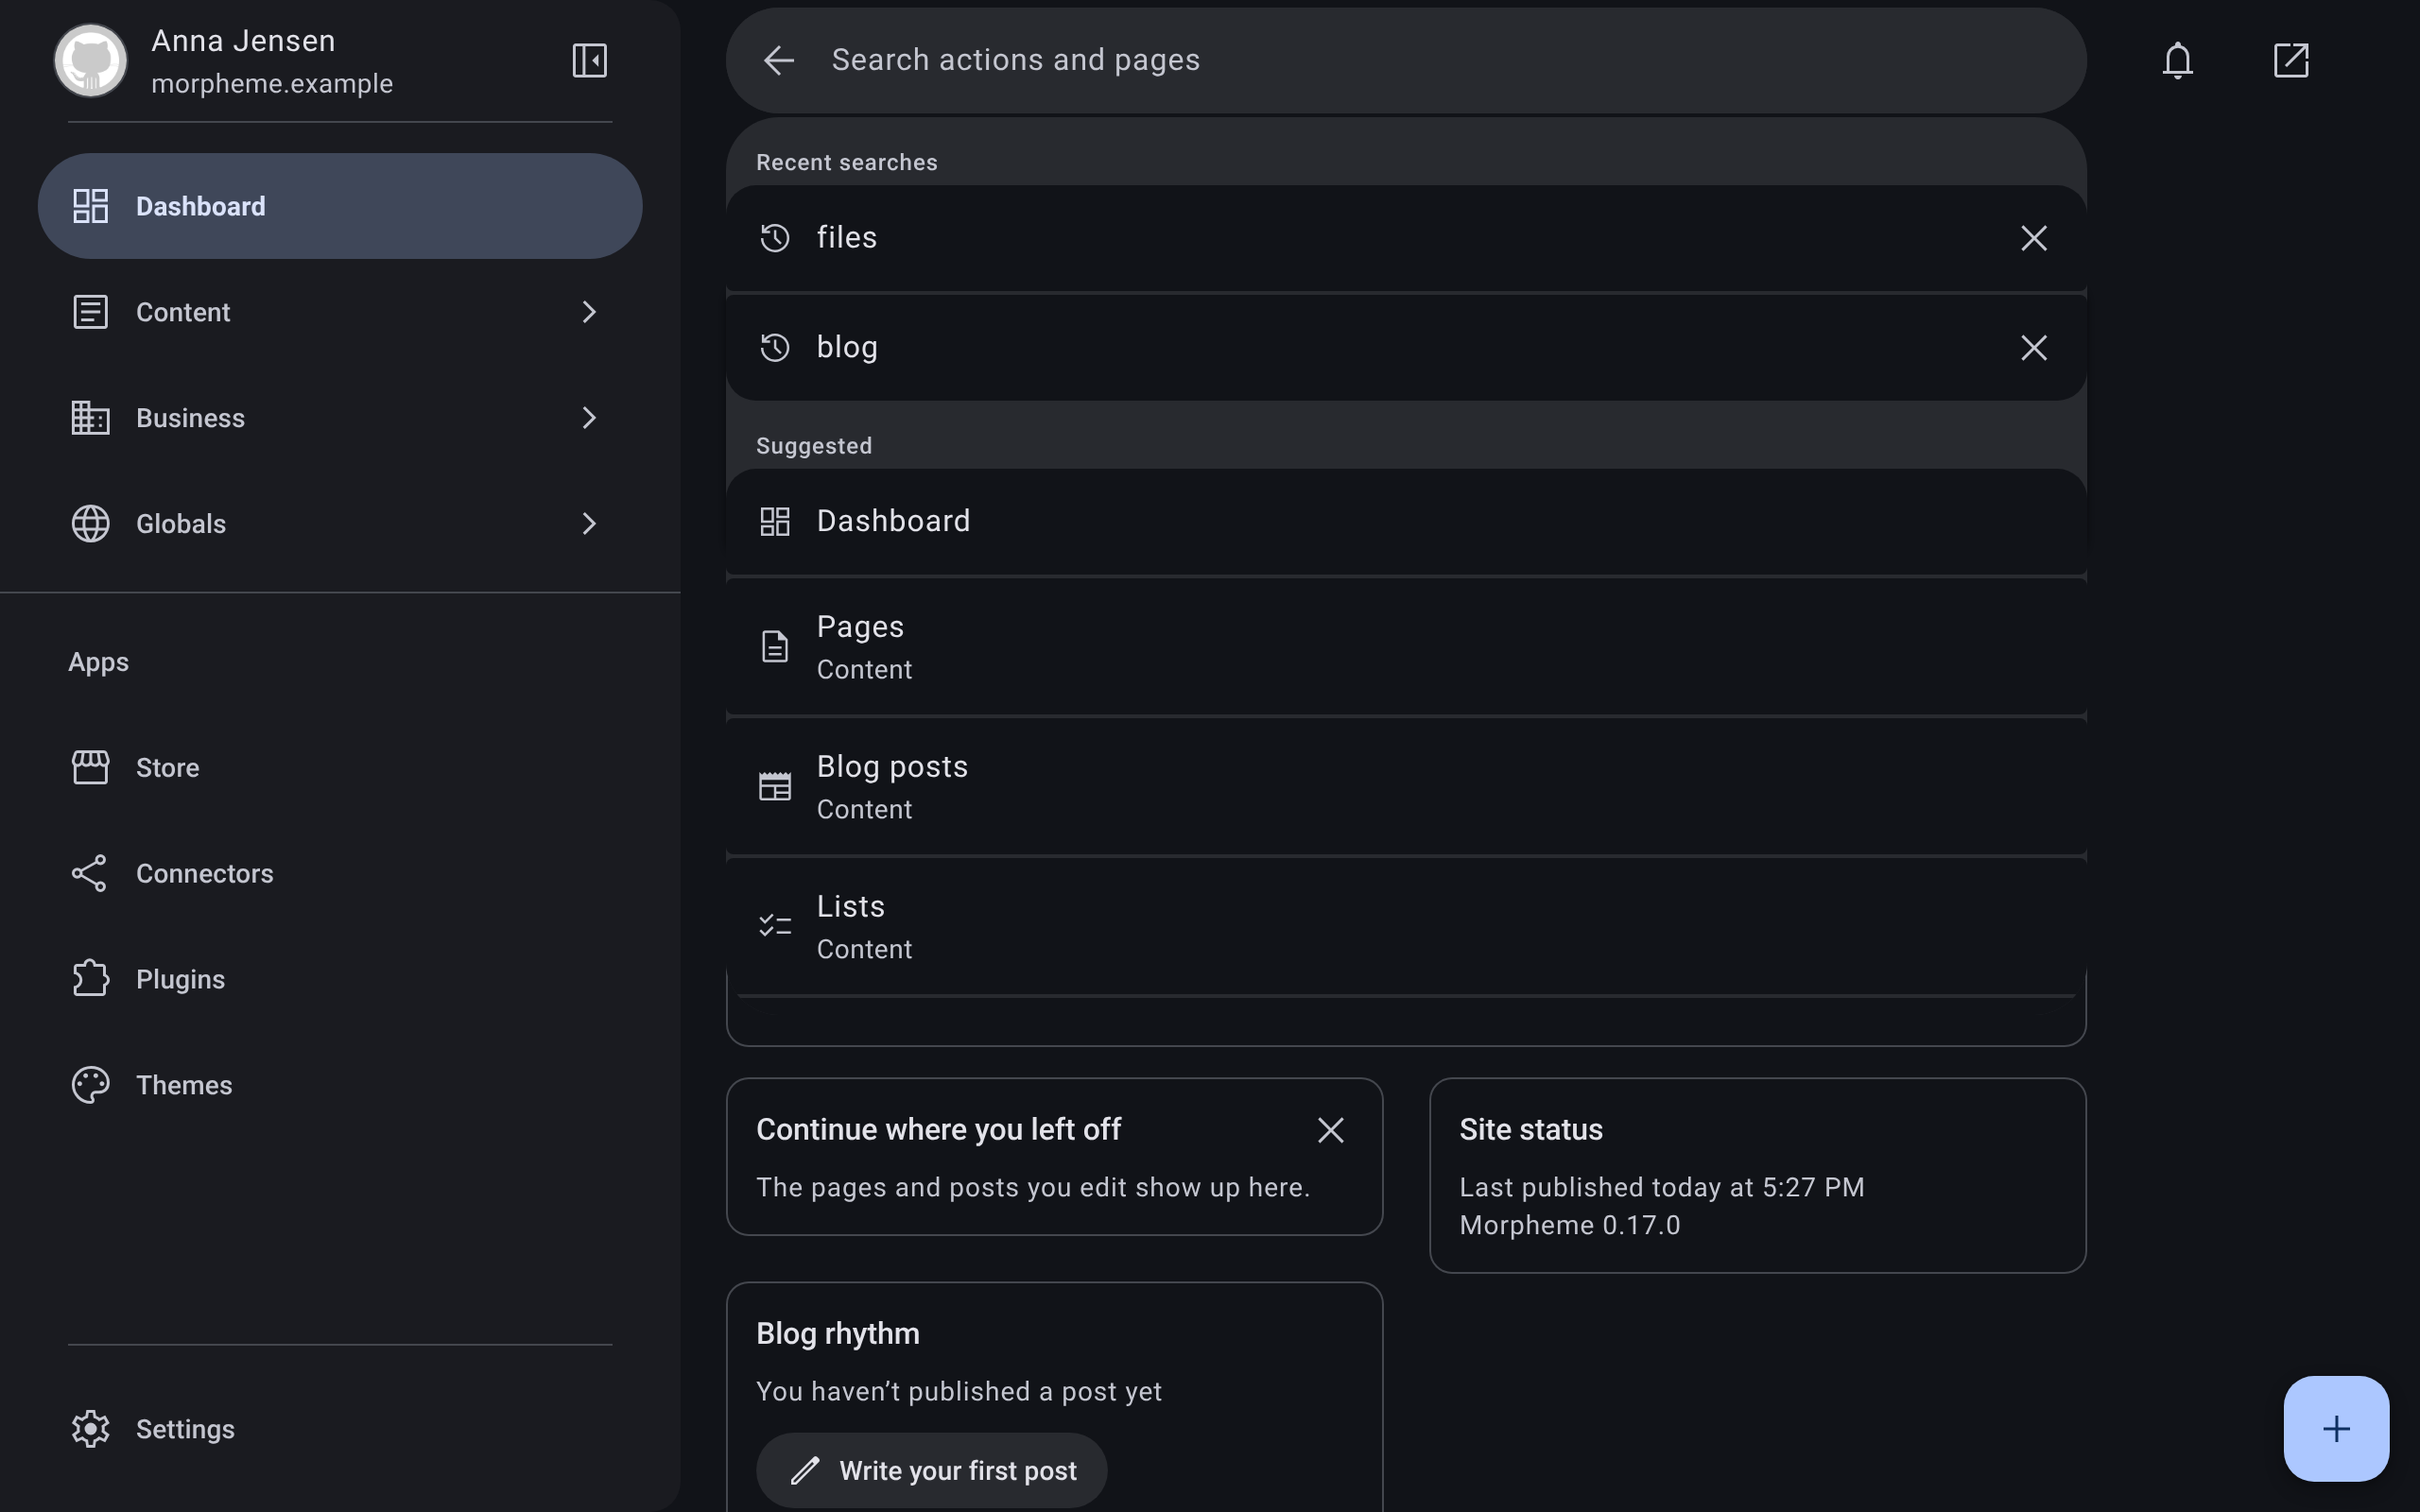 Anna Jensen
morpheme.example
Dashboard
Content
Business
Globals
Apps
Store
Connectors
Plugins
Themes
Settings
Search actions and pages
Recent searches
files
blog
Suggested
Dashboard
Pages
Content
Blog posts
Content
Lists
Content
Continue where you left off
The pages and posts you edit show up here.
Site status
Last published today at 5:27 PM
Morpheme 0.17.0
Blog rhythm
You haven’t published a post yet
Write your first post